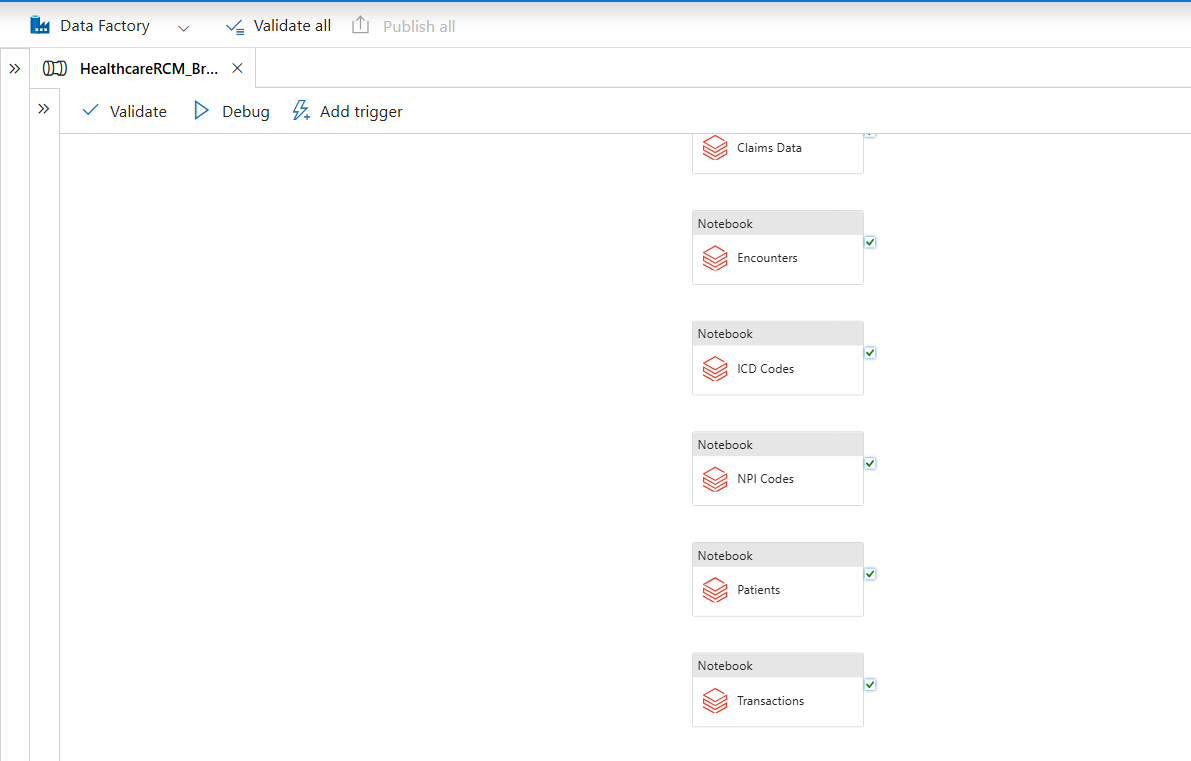 Data Factory
Validate all
Publish all
HealthcareRCM_Br...
Validate
Debug
Add trigger
Claims Data
Notebook
Encounters
Notebook
ICD Codes
Notebook
NPI Codes
Notebook
Patients
Notebook
Transactions